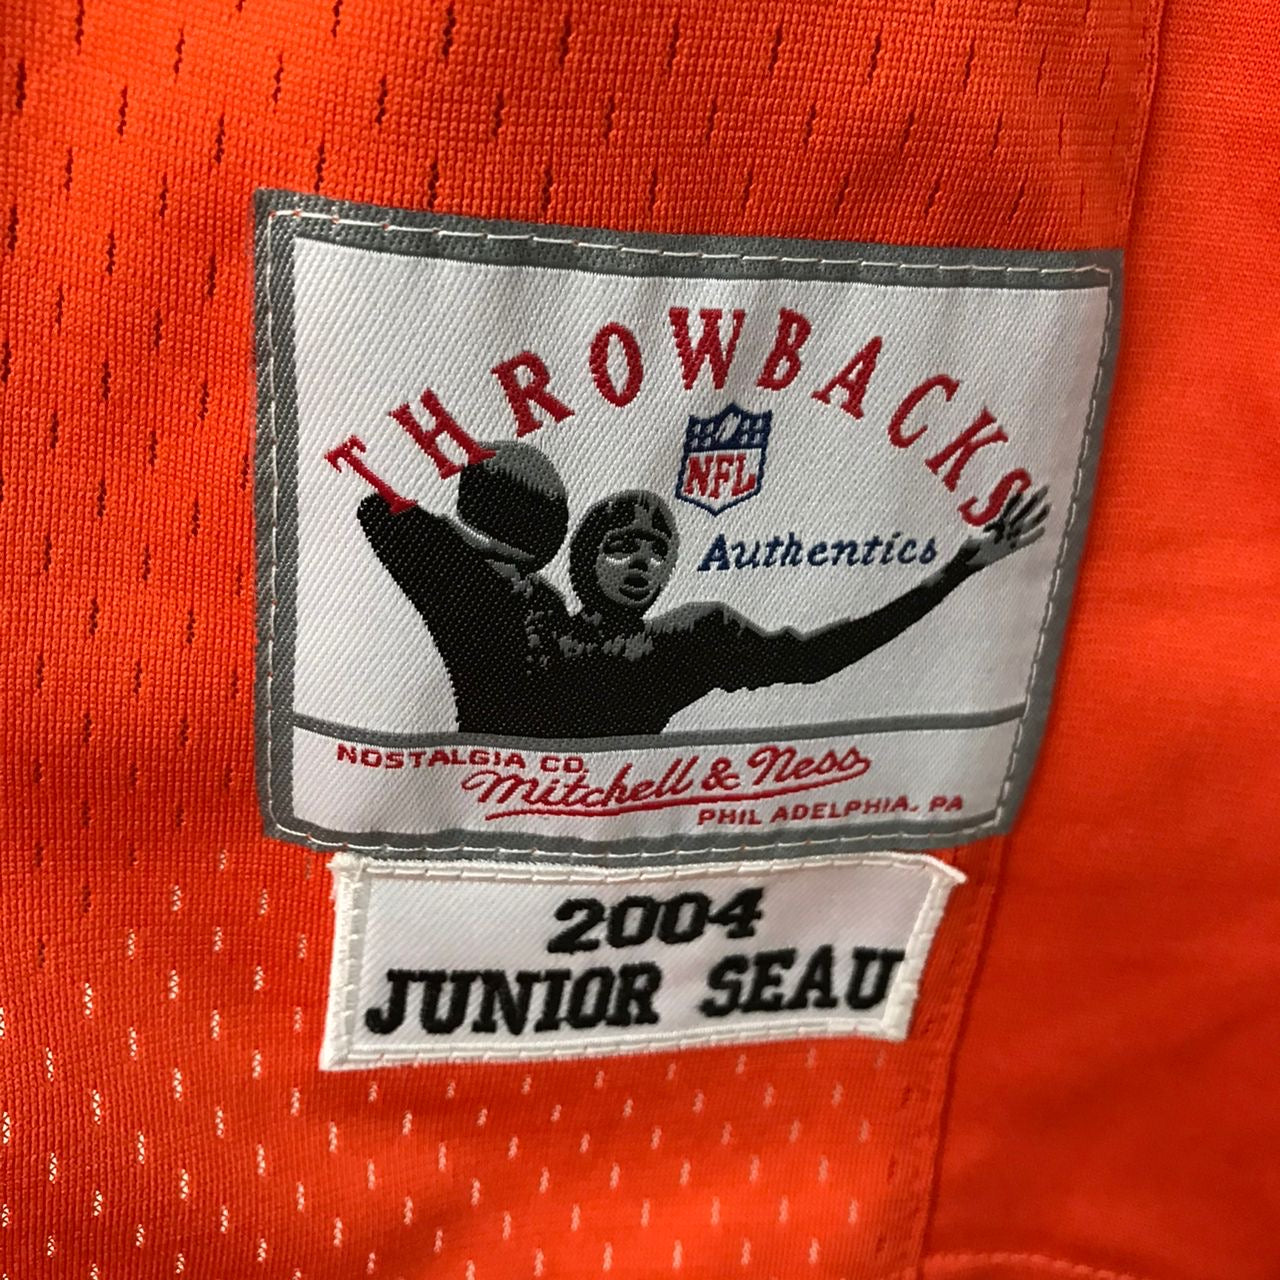 THROWBACKS
NFL
Authentics
NOSTALGIA CO.
Mitchell & Ness
PHILADELPHIA. PA
2004
JUNIOR SEAU